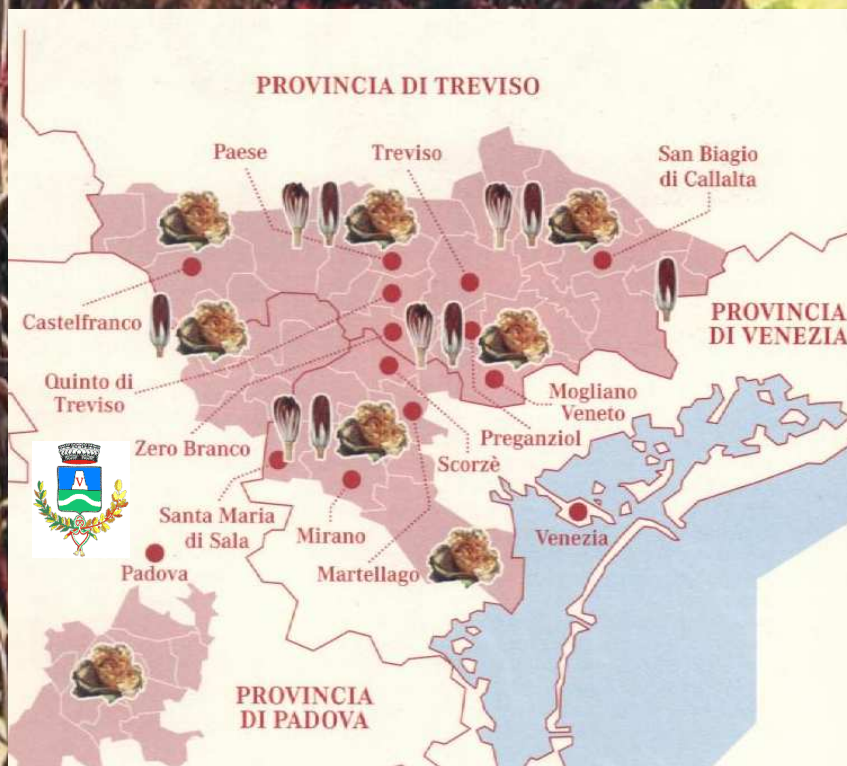 PROVINCIA DI TREVISO
Paese
Treviso
San Biagio
di Callalta
Castelfranco
PROVINCIA
DI VENEZIA
Quinto di
Treviso
Mogliano
Veneto
Preganziol
Zero Branco
Scorzè
Santa Maria
di Sala
Mirano
Martellago
Venezia
Padova
V
PROVINCIA
DI PADOVA